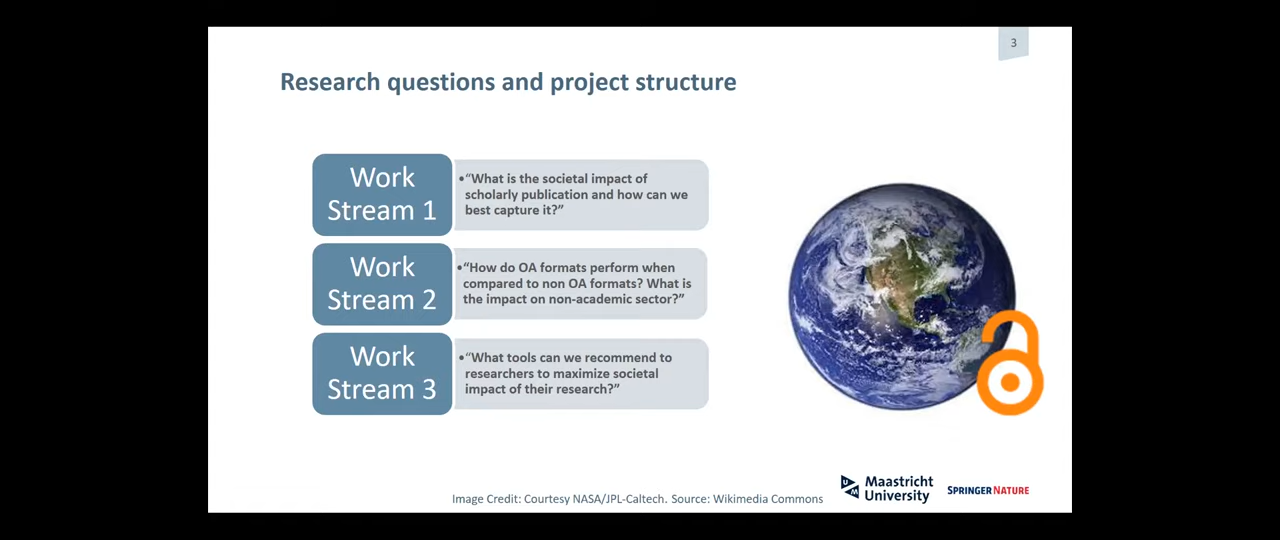 3
Research questions and project structure
Work
Stream 1
•“What is the societal impact of
scholarly publication and how can we
best capture it?”
Work
Stream 2
•“How do OA formats perform when
compared to non OA formats? What is
the impact on non-academic sector?”
Work
Stream 3
•“What tools can we recommend to
researchers to maximize societal
impact of their research?”
Image Credit: Courtesy NASA/JPL-Caltech. Source: Wikimedia Commons
UM
Maastricht
University
SPRINGER NATURE